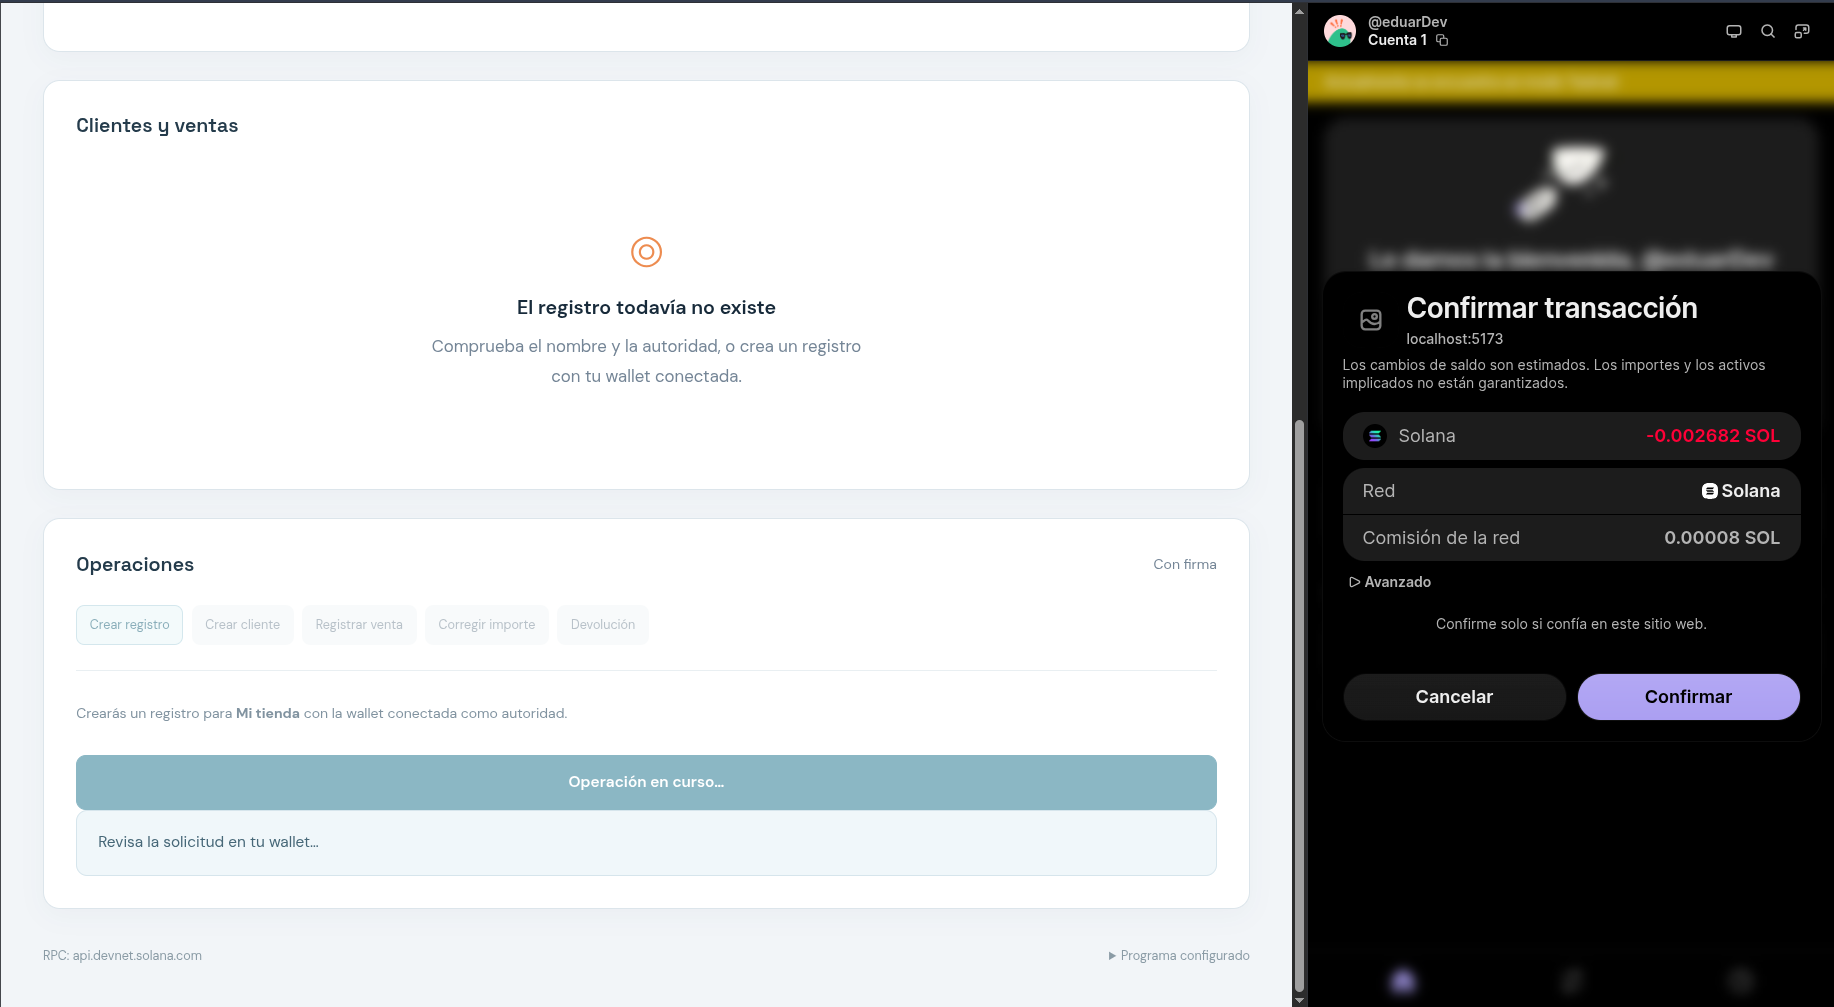 Clientes y ventas
El registro todavía no existe
Comprueba el nombre y la autoridad, o crea un registro
con tu wallet conectada.
Operaciones
Con firma
Crear registro
Crear cliente
Registrar venta
Corregir importe
Devolución
Crearás un registro para Mi tienda con la wallet conectada como autoridad.
Operación en curso...
Revisa la solicitud en tu wallet...
RPC: api.devnet.solana.com
Programa configurado
@eduarDev
Cuenta 1
Le damos la bienvenida, @eduarDev
Confirmar transacción
localhost:5173
Los cambios de saldo son estimados. Los importes y los activos
implicados no están garantizados.
Solana
-0.002682 SOL
Red
Solana
Comisión de la red
0.00008 SOL
Avanzado
Confirme solo si confía en este sitio web.
Cancelar
Confirmar